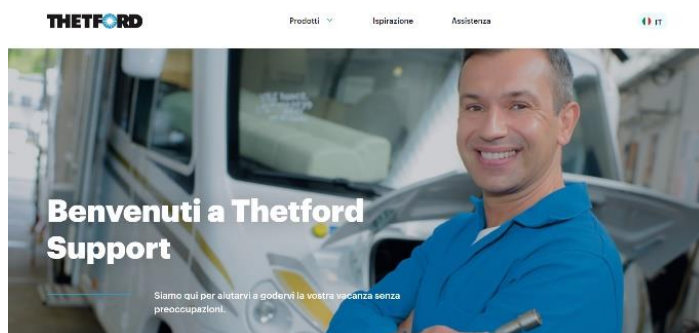 THETFORD
Prodotti
Ispirazione
Assistenza
IT
Benvenuti a Thetford
Support
Siamo qui per aiutarvi a godervi la vostra vacanza senza
preoccupazioni.